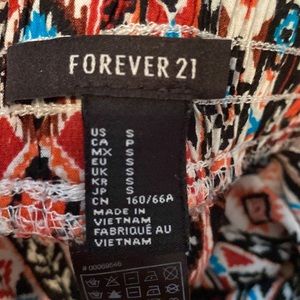 FOREVER 21
US S
CA P
MX S
EU S
UK S
KR S
JP S
CN 160/66A
MADE IN
VIETNAM
FABRIQUÉ AU
VIETNAM